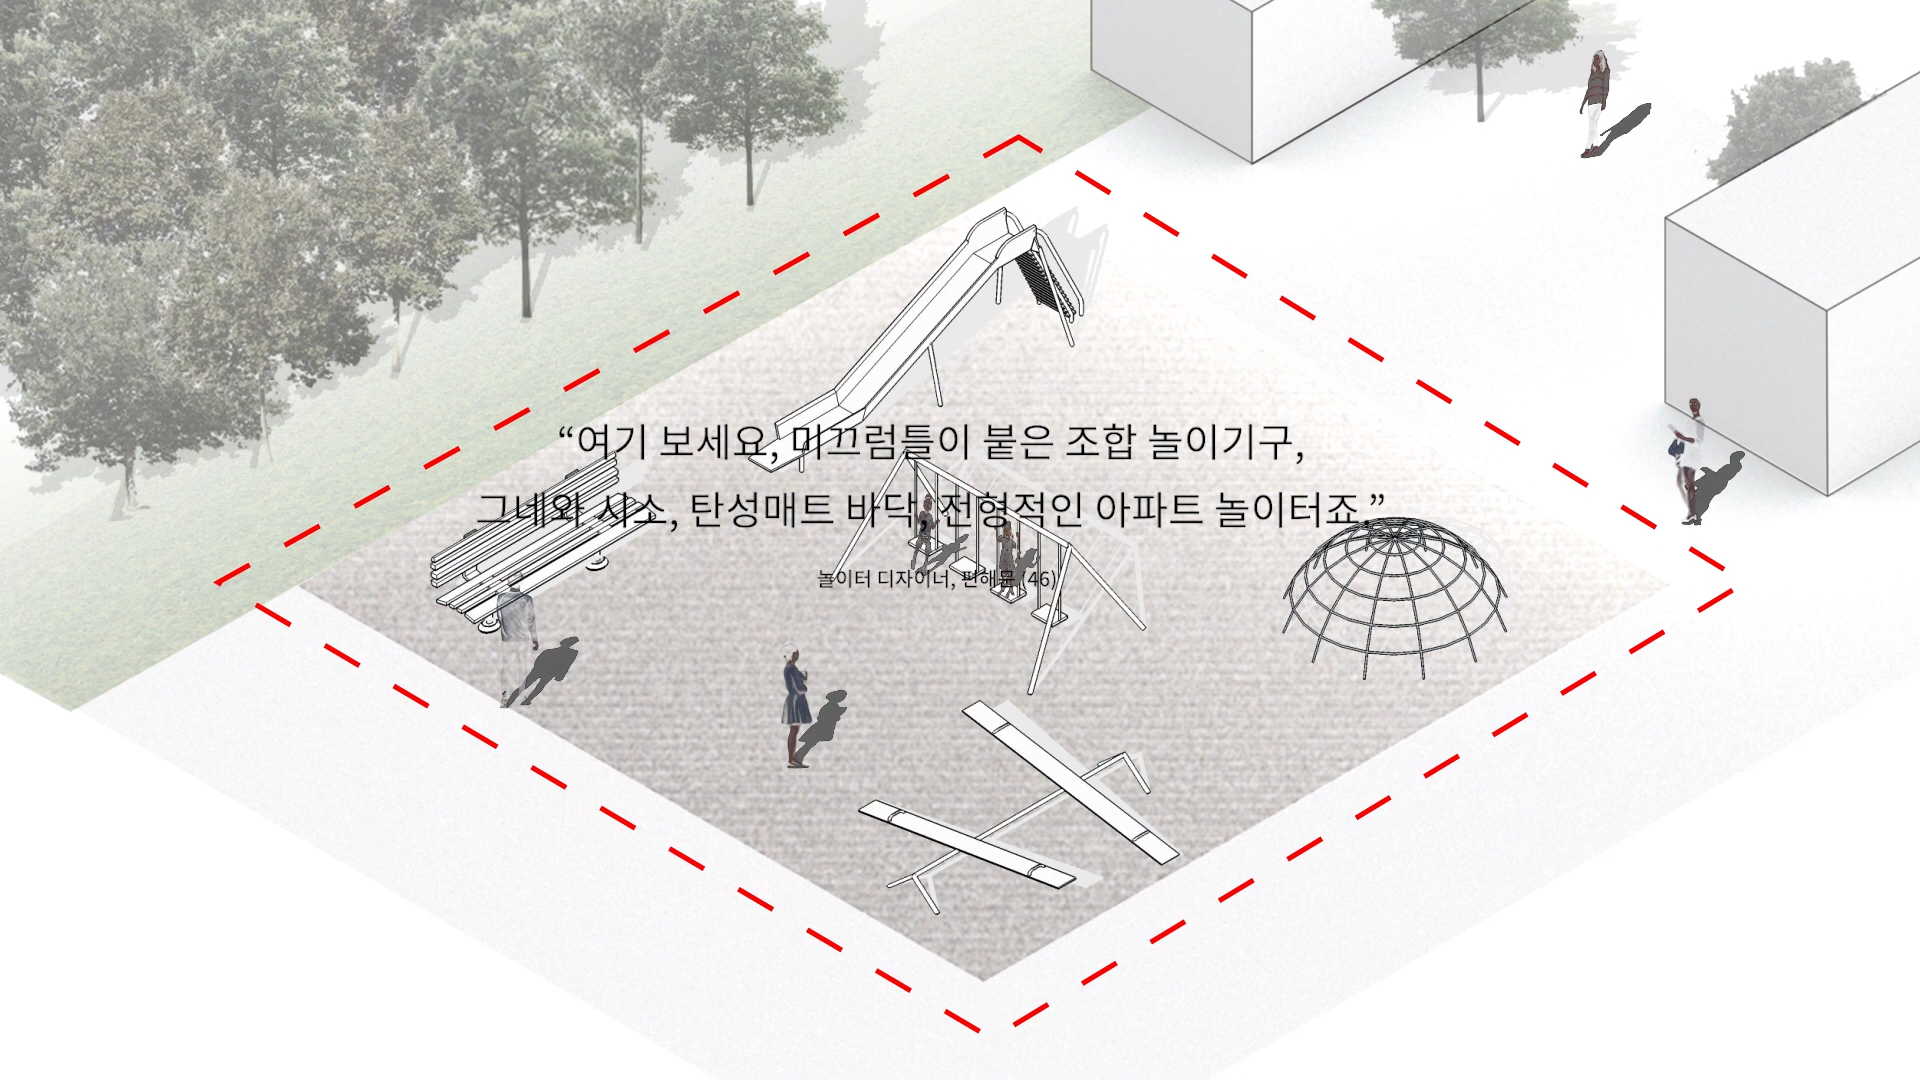 “여기 보세요, 미끄럼틀이 붙은 조합 놀이기구,
그네와 시소, 탄성매트 바닥, 전형적인 아파트 놀이터죠.”
놀이터 디자이너, 편해문 (46)